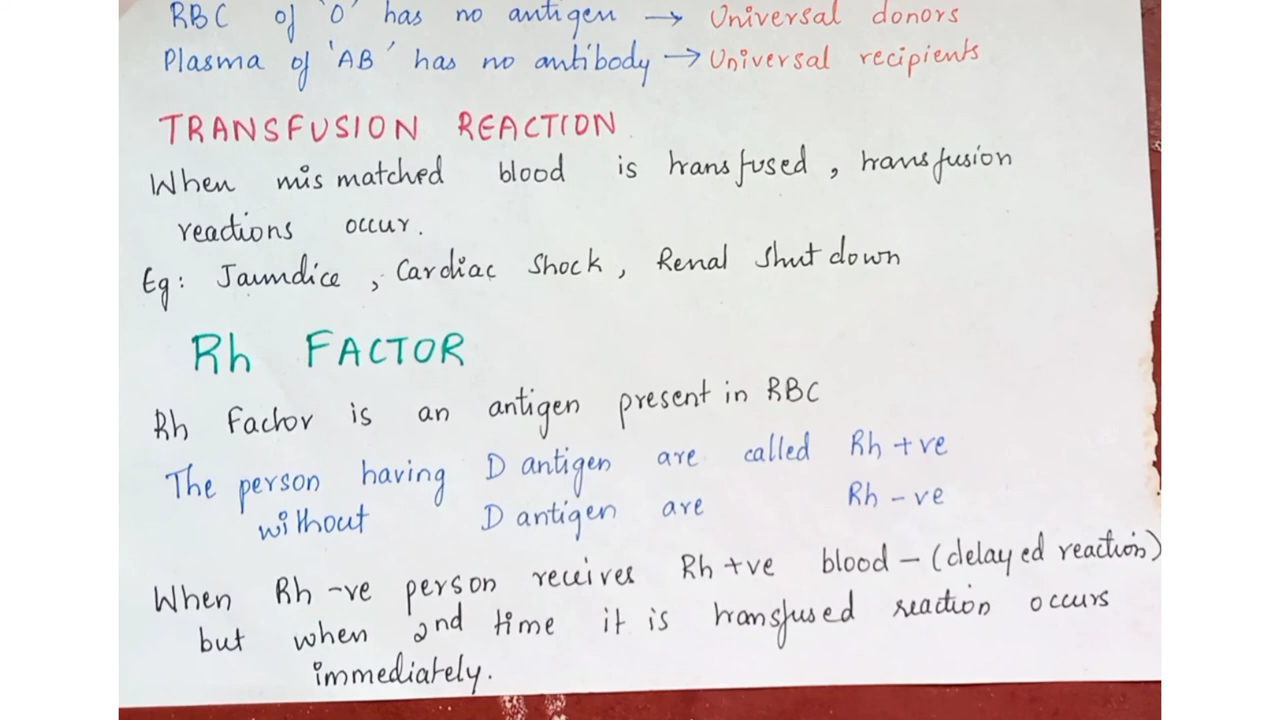 RBC of 'O' has no antigen → Universal donors
Plasma of 'AB' has no antibody → Universal recipients
TRANSFUSION REACTION
When mismatched blood is transfused, transfusion
reactions occur.
Eg: Jaundice, Cardiac Shock, Renal Shut down
Rh FACTOR
Rh Factor is an antigen present in RBC
The person having D antigen are called Rh +ve
without D antigen are Rh -ve
When Rh -ve person receives Rh +ve blood - (delayed reaction)
but when 2nd time it is transfused reaction occurs
immediately.